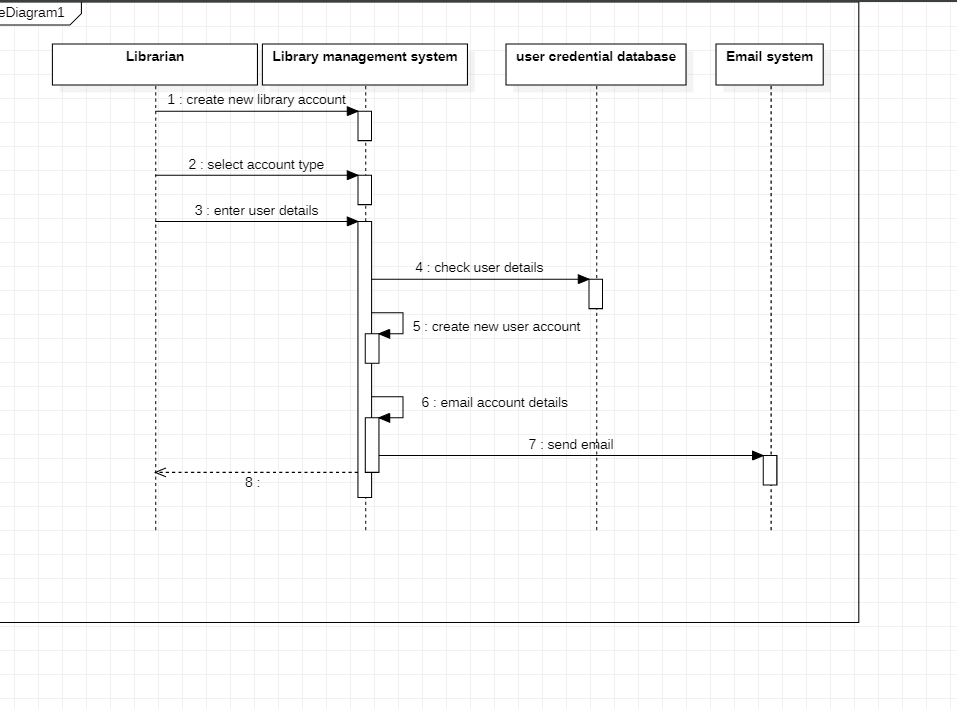 eDiagram1
Librarian
Library management system
user credential database
Email system
1 : create new library account
2 : select account type
3 : enter user details
4 : check user details
5 : create new user account
6 : email account details
7 : send email
8 :